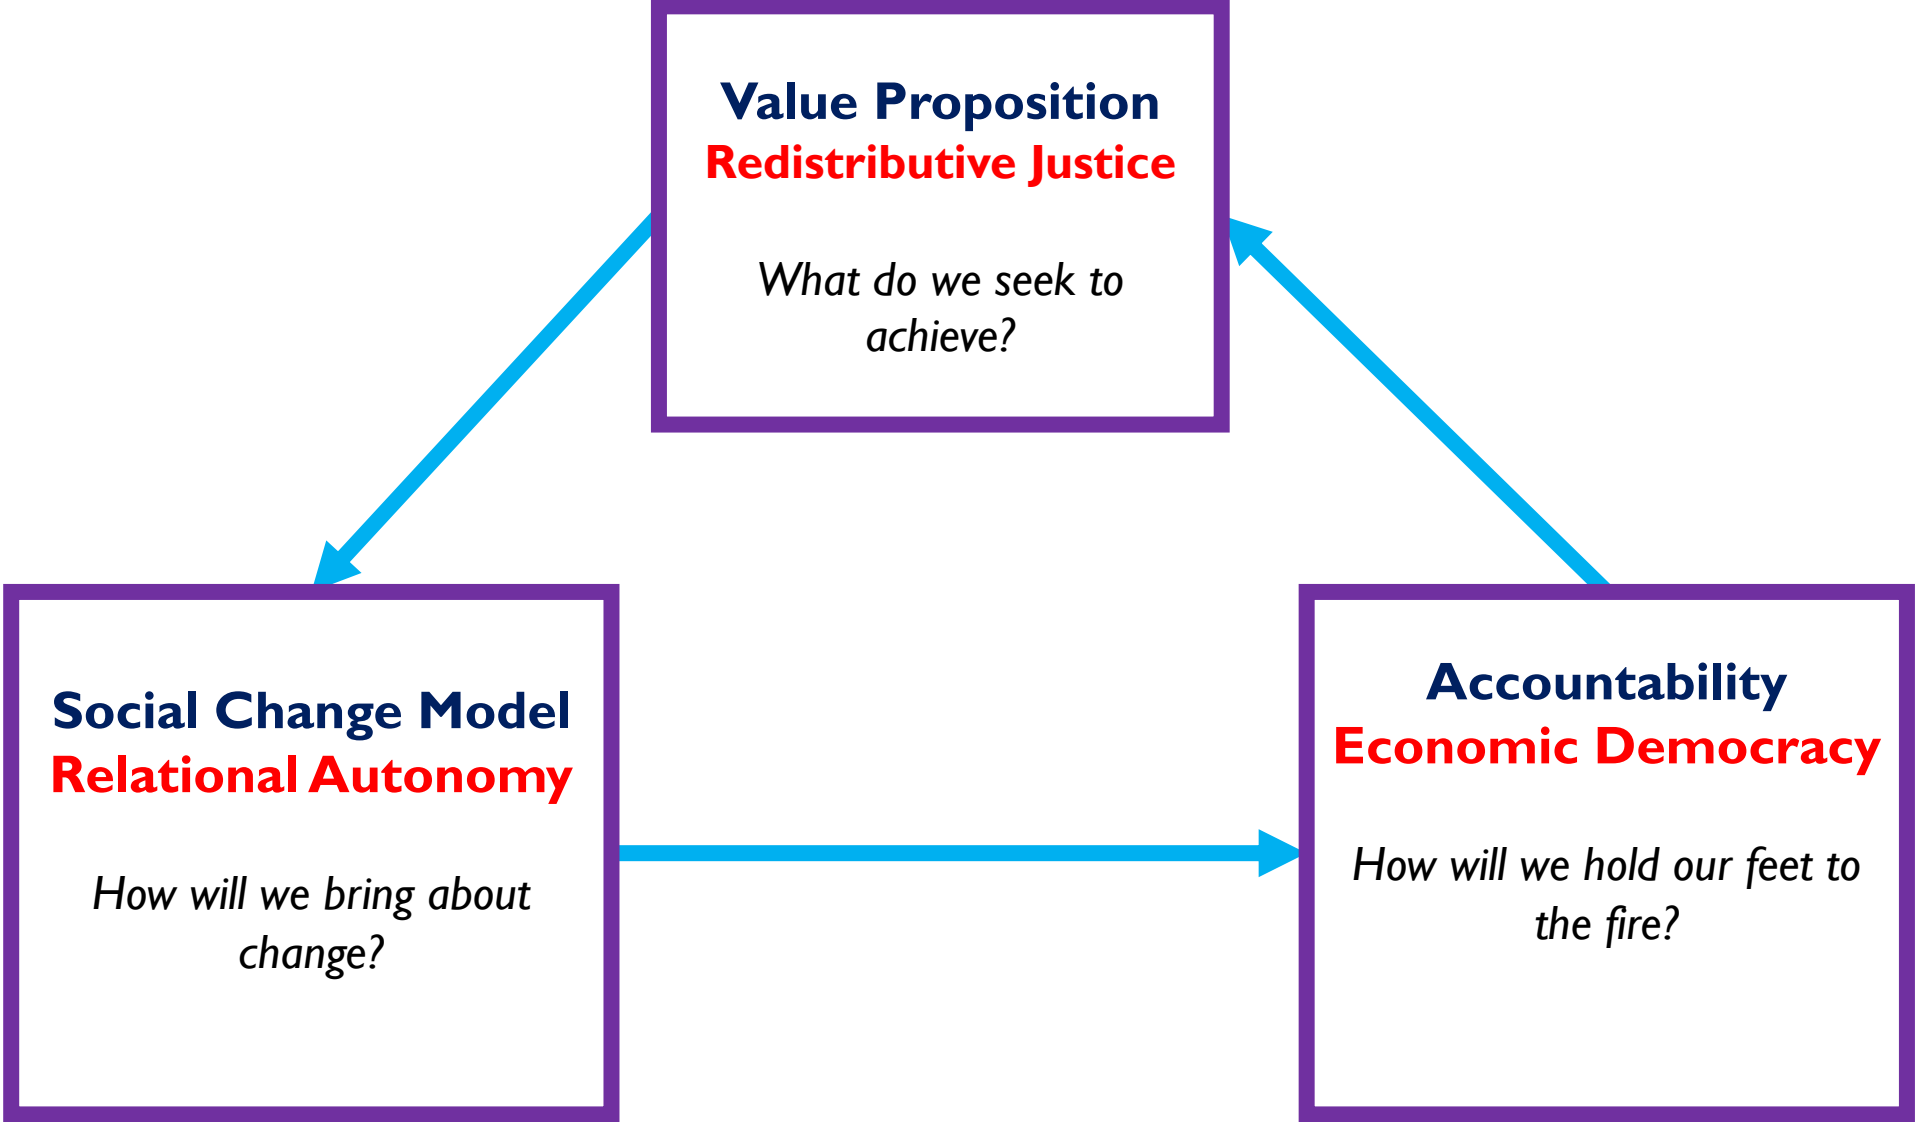 Value Proposition
Redistributive Justice
What do we seek to
achieve?
Social Change Model
Relational Autonomy
How will we bring about
change?
Accountability
Economic Democracy
How will we hold our feet to
the fire?